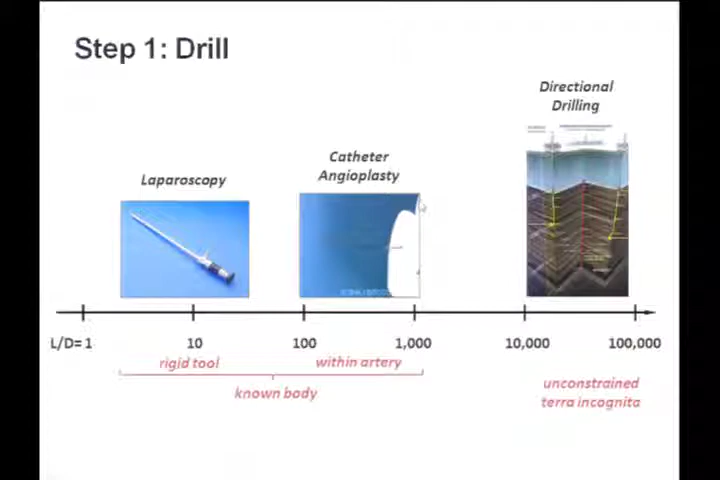 Step 1: Drill
Directional
Drilling
Catheter
Angioplasty
Laparoscopy
L/D= 1
10
100
1,000
10,000
100,000
rigid tool
within artery
known body
unconstrained
terra incognita